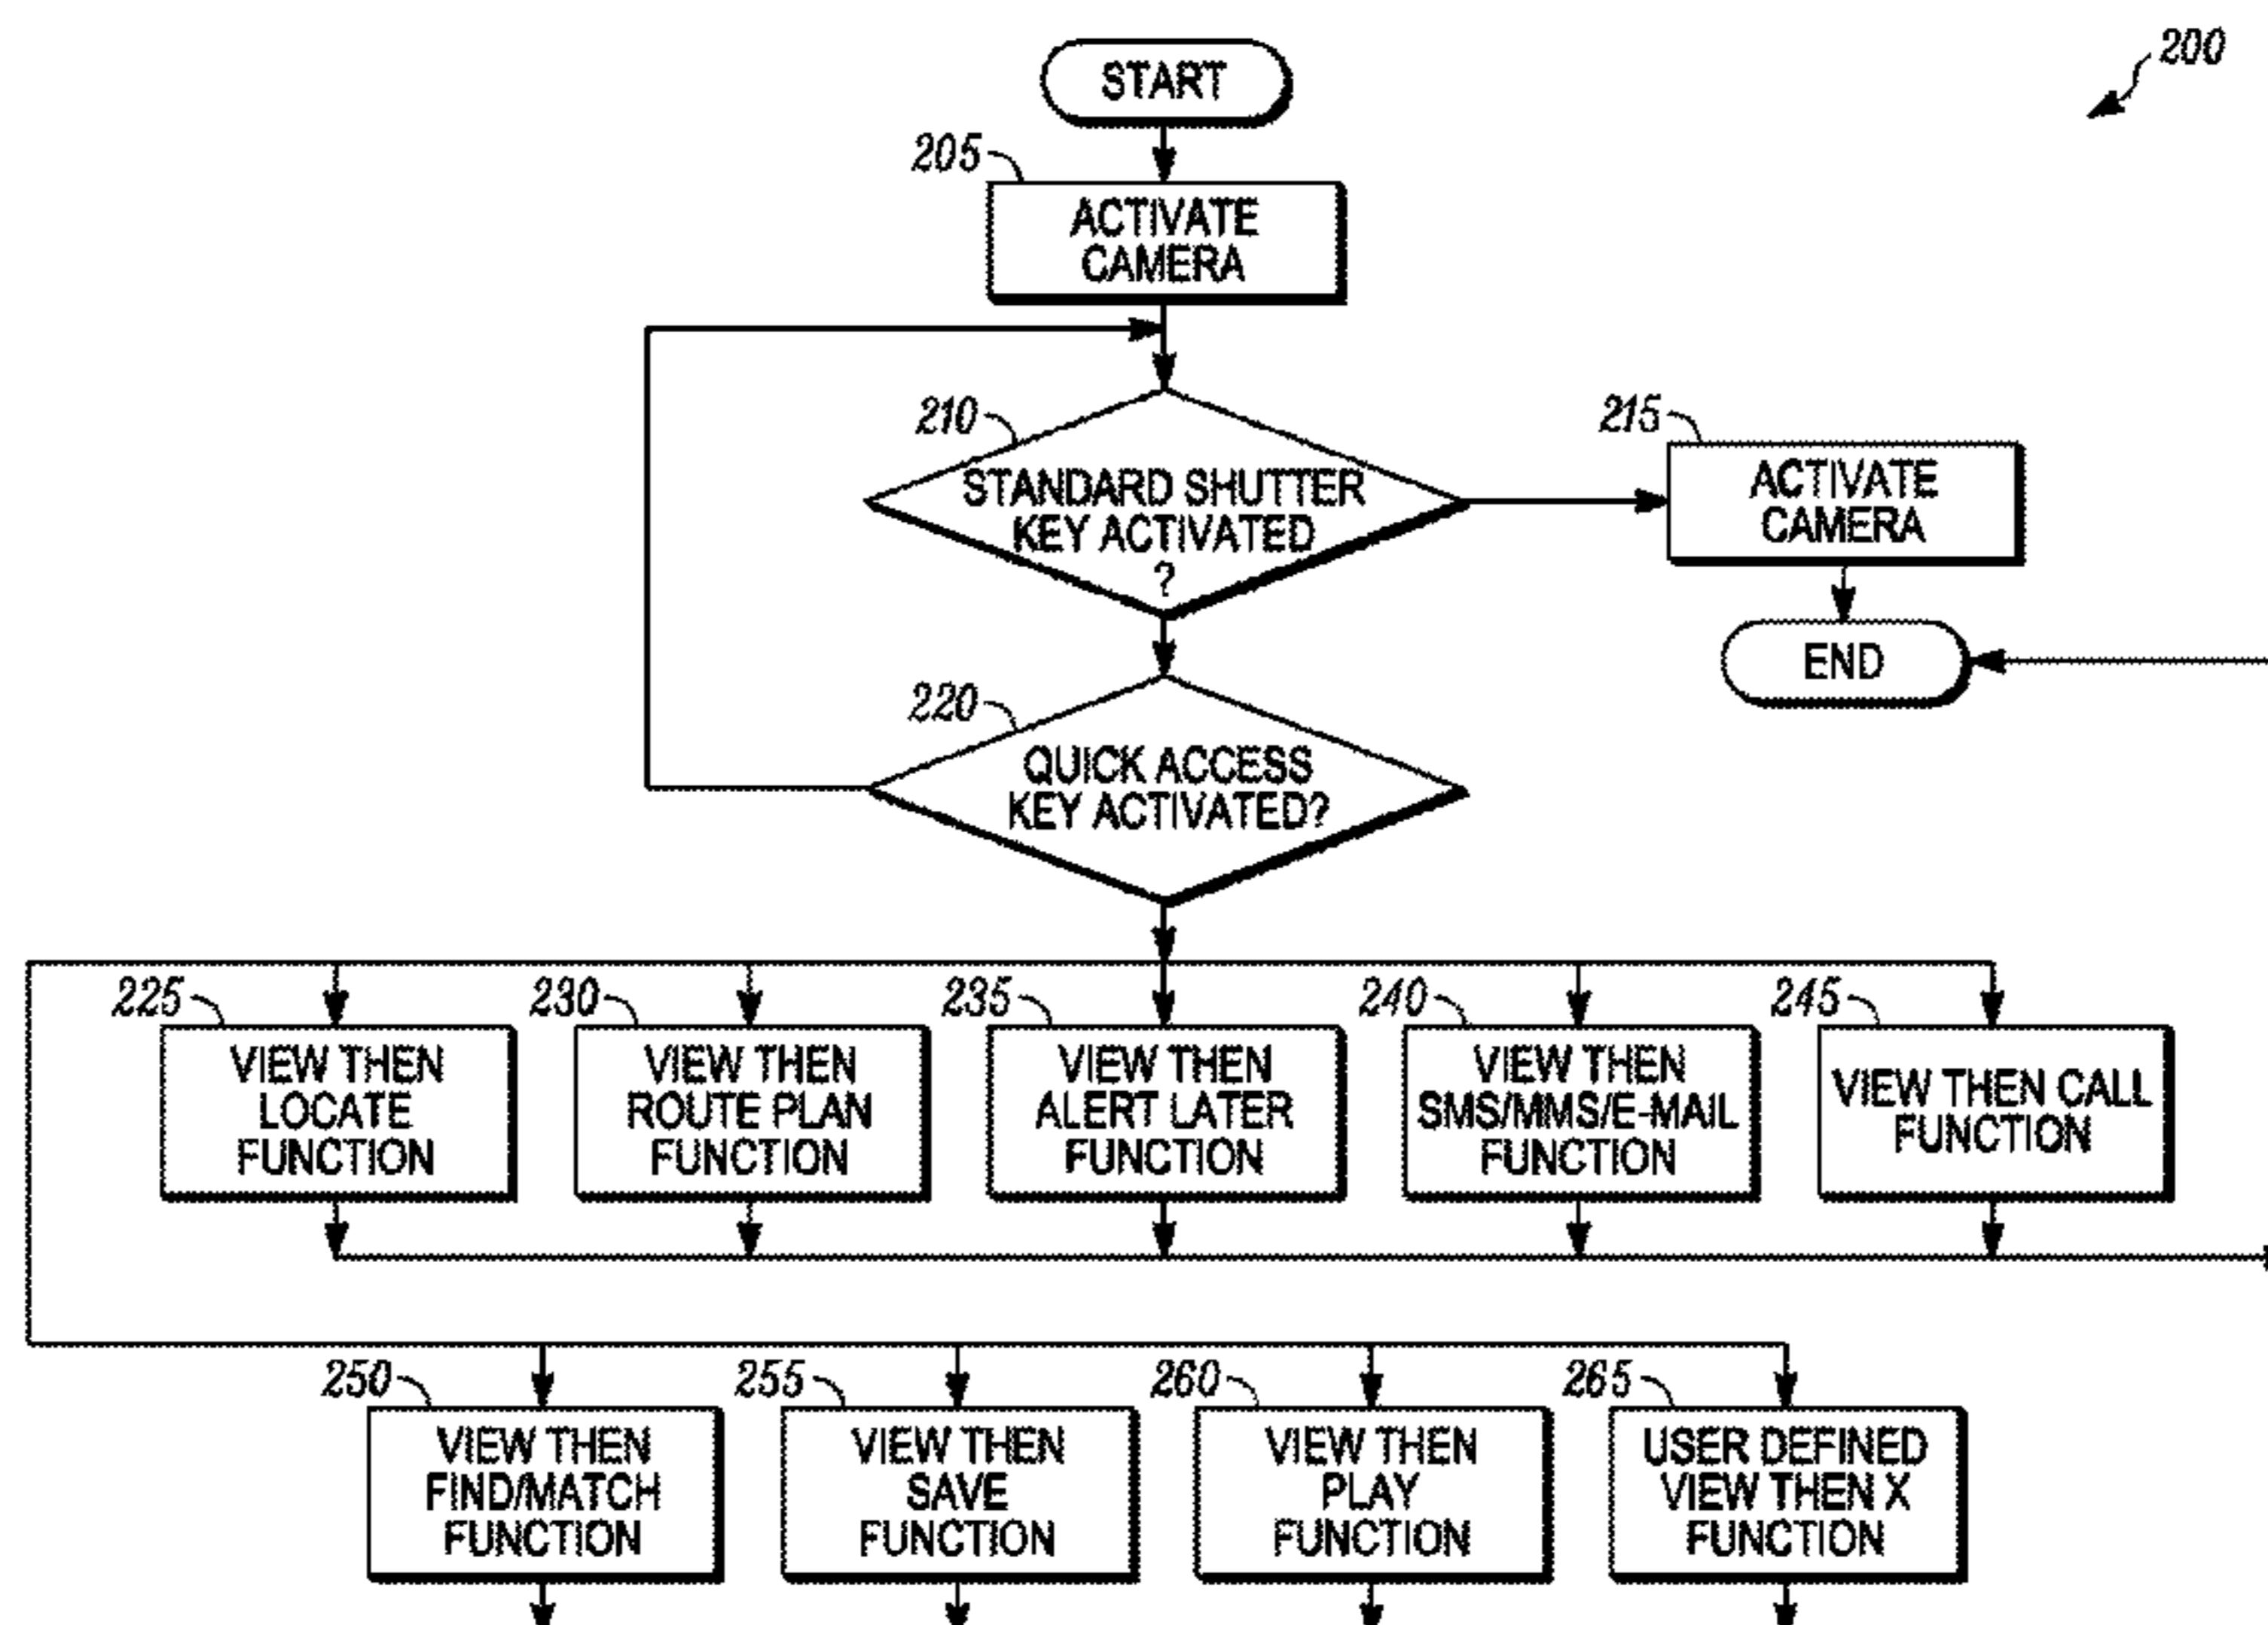 200
START
205
ACTIVATE
CAMERA
210
STANDARD SHUTTER
KEY ACTIVATED
?
215
ACTIVATE
CAMERA
END
220
QUICK ACCESS
KEY ACTIVATED?
225
VIEW THEN
LOCATE
FUNCTION
230
VIEW THEN
ROUTE PLAN
FUNCTION
235
VIEW THEN
ALERT LATER
FUNCTION
240
VIEW THEN
SMS/MMS/E-MAIL
FUNCTION
245
VIEW THEN CALL
FUNCTION
250
VIEW THEN
FIND/MATCH
FUNCTION
255
VIEW THEN
SAVE
FUNCTION
260
VIEW THEN
PLAY
FUNCTION
265
USER DEFINED
VIEW THEN X
FUNCTION